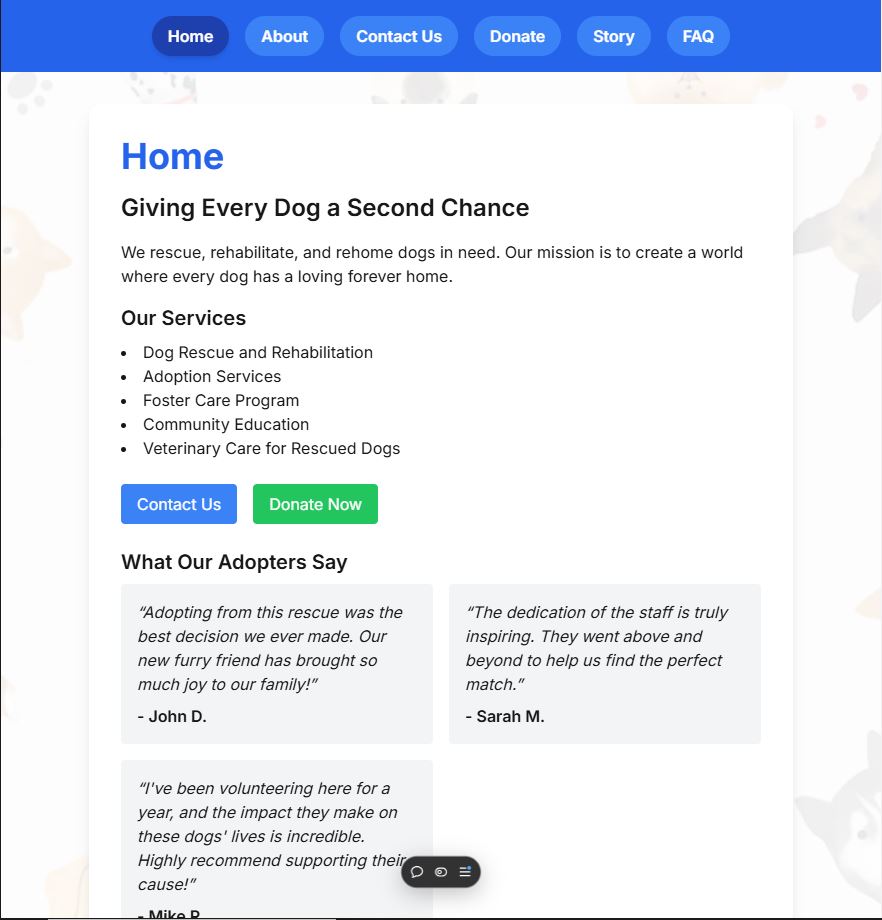 Home About Contact Us Donate Story FAQ
Home
Giving Every Dog a Second Chance
We rescue, rehabilitate, and rehome dogs in need. Our mission is to create a world
where every dog has a loving forever home.
Our Services
• Dog Rescue and Rehabilitation
• Adoption Services
• Foster Care Program
• Community Education
• Veterinary Care for Rescued Dogs
Contact Us Donate Now
What Our Adopters Say
“Adopting from this rescue was the
best decision we ever made. Our
new furry friend has brought so
much joy to our family!”
- John D.
“The dedication of the staff is truly
inspiring. They went above and
beyond to help us find the perfect
match.”
- Sarah M.
“I've been volunteering here for a
year, and the impact they make on
these dogs' lives is incredible.
Highly recommend supporting their
cause!”
- Mike R.